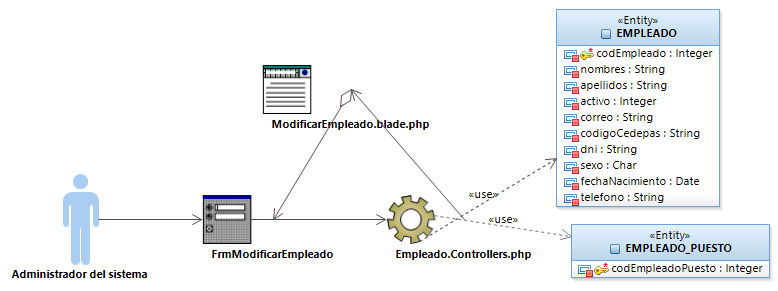 «Entity»
EMPLEADO
codEmpleado : Integer
nombres : String
apellidos : String
activo : Integer
correo : String
codigoCedepas : String
dni : String
sexo : Char
fechaNacimiento : Date
telefono : String
ModificarEmpleado.blade.php
«use»
«use»
«Entity»
EMPLEADO_PUESTO
codEmpleadoPuesto : Integer
FrmModificarEmpleado
Empleado.Controllers.php
Administrador del sistema